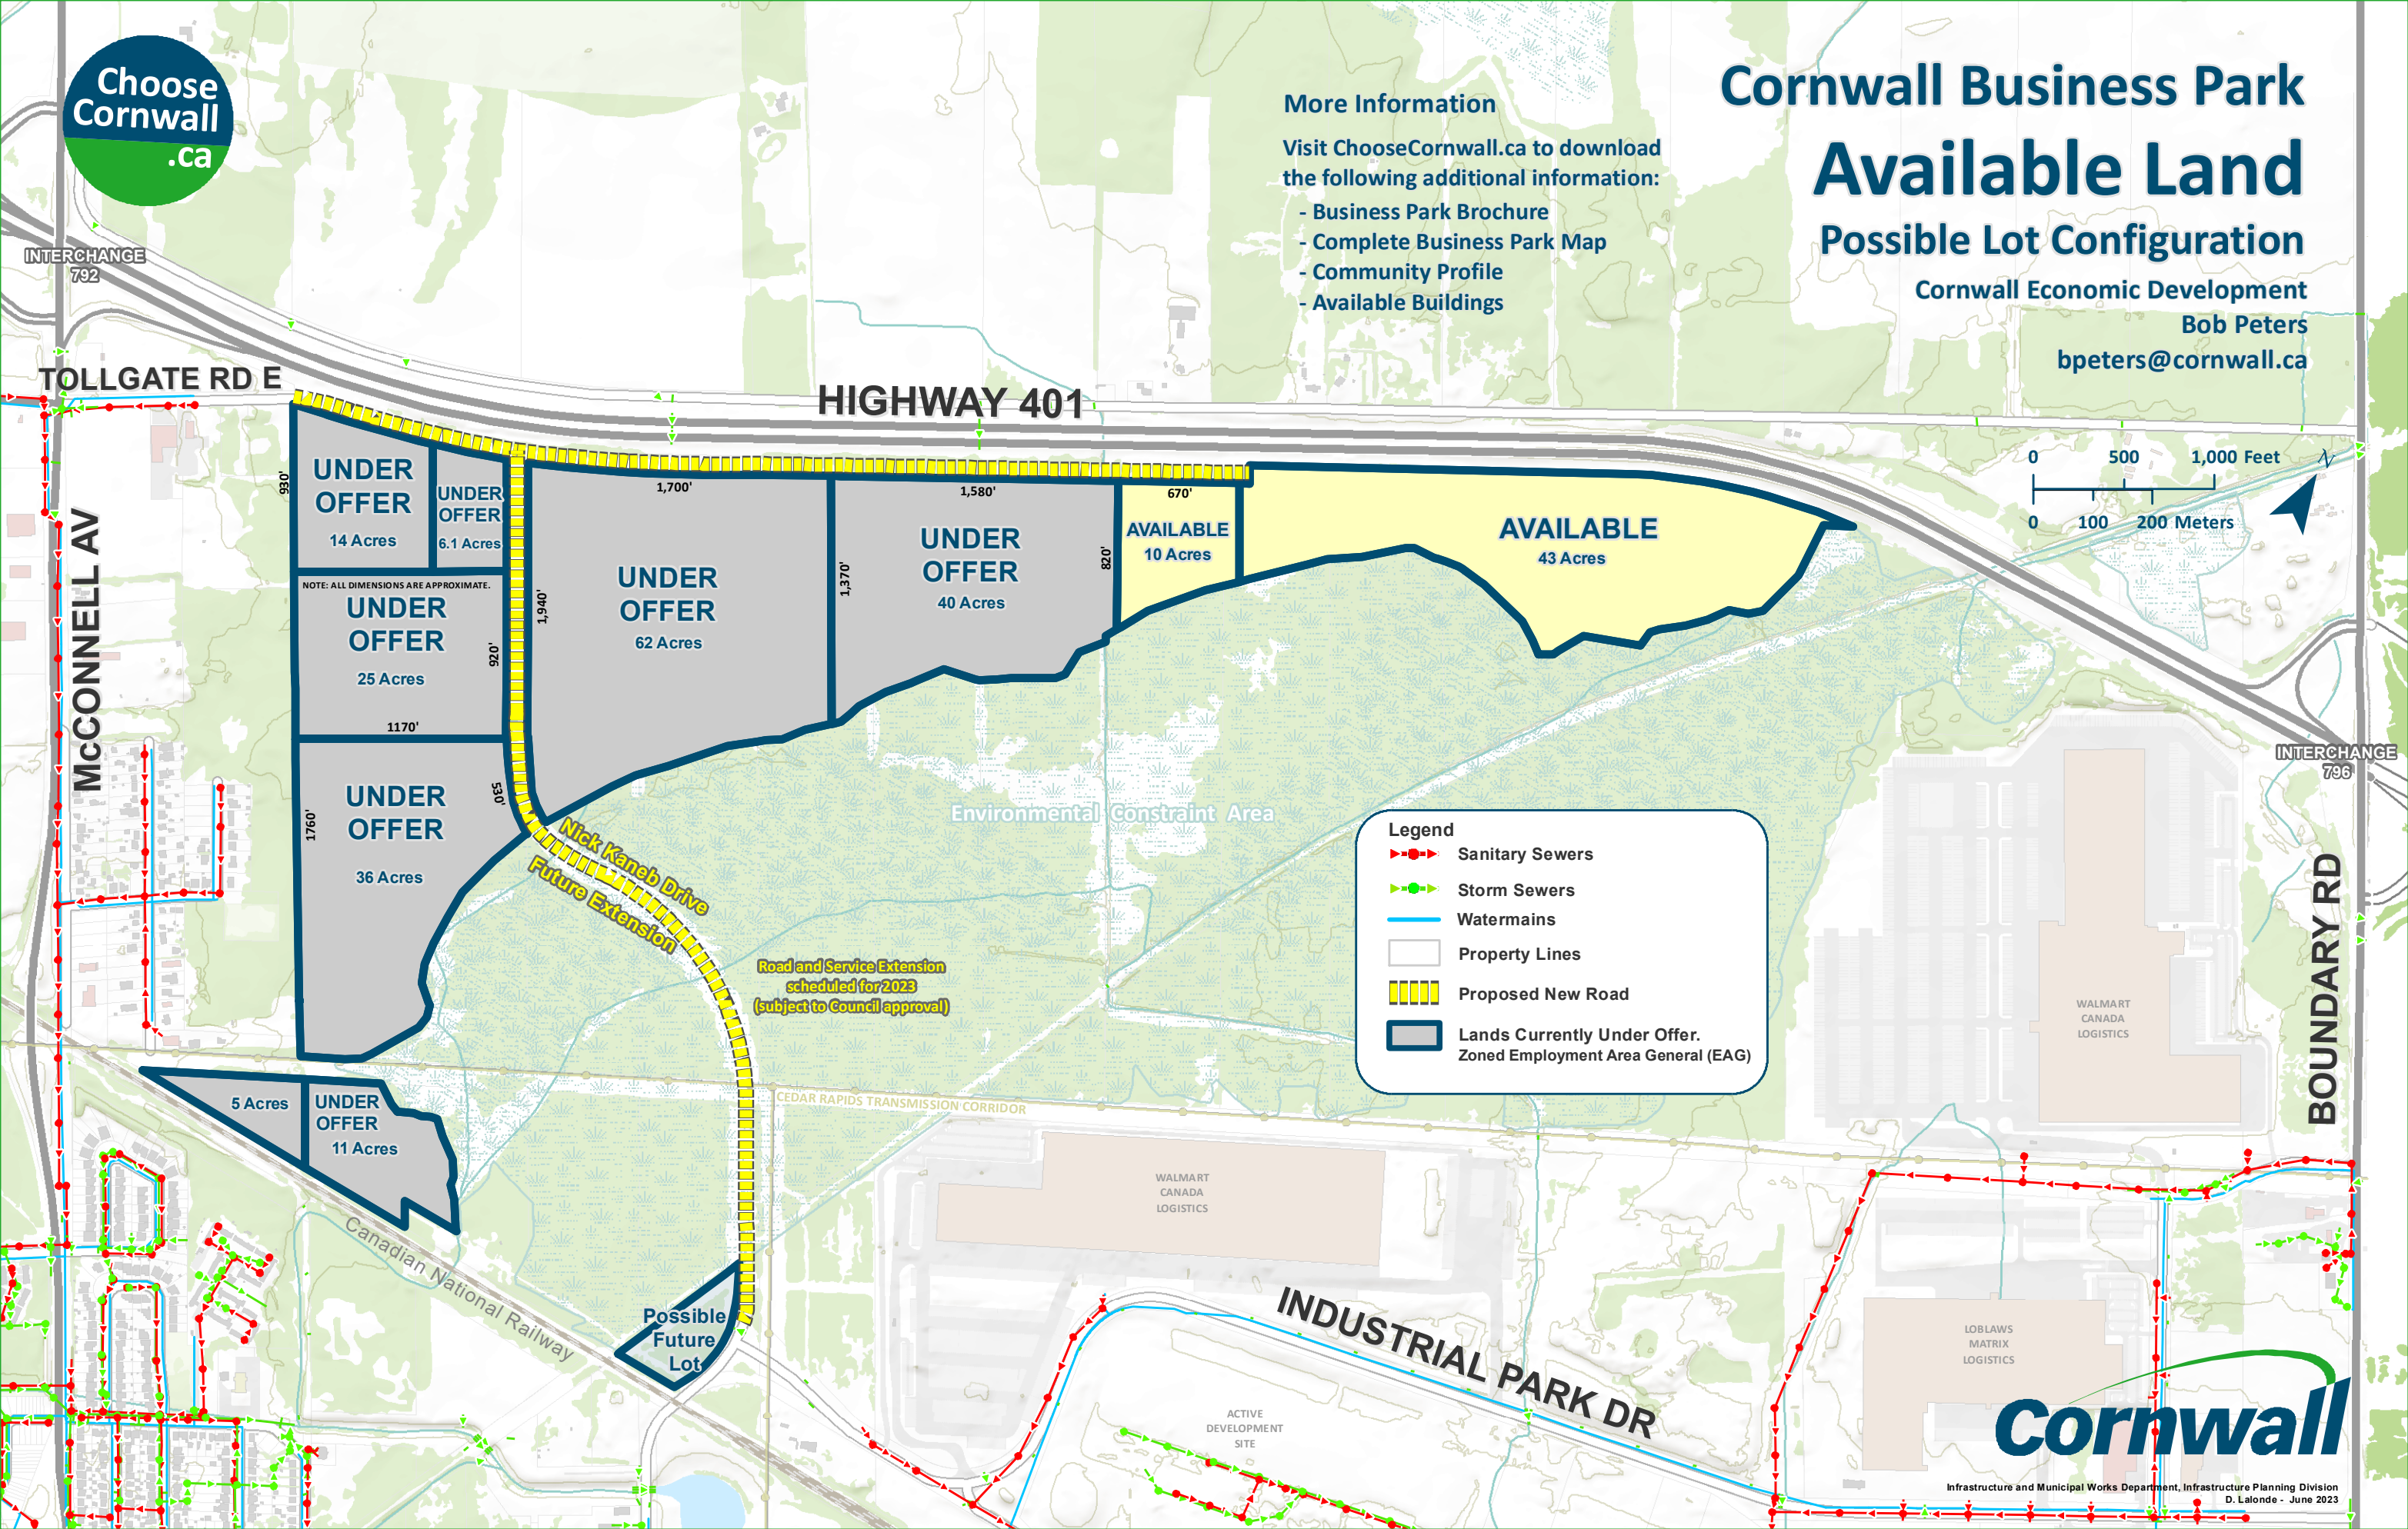 Choose
Cornwall
.ca
More Information
Visit ChooseCornwall.ca to download
the following additional information:
- Business Park Brochure
- Complete Business Park Map
- Community Profile
- Available Buildings
Cornwall Business Park
Available Land
Possible Lot Configuration
Cornwall Economic Development
Bob Peters
bpeters@cornwall.ca
INTERCHANGE
792
TOLLGATE RD E
HIGHWAY 401
0 500 1,000 Feet
N
0 100 200 Meters
930'
UNDER
OFFER
14 Acres
UNDER
OFFER
6.1 Acres
1,700'
1,580'
670'
NOTE: ALL DIMENSIONS ARE APPROXIMATE.
UNDER
OFFER
25 Acres
920'
1170'
1,940'
UNDER
OFFER
62 Acres
1,370'
UNDER
OFFER
40 Acres
820'
AVAILABLE
10 Acres
AVAILABLE
43 Acres
McCONNELL AV
530'
1760'
UNDER
OFFER
36 Acres
INTERCHANGE
796
Environmental Constraint Area
Nick Kaneb Drive
Future Extension
Road and Service Extension
scheduled for 2023
(subject to Council approval)
Legend
Sanitary Sewers
Storm Sewers
Watermains
Property Lines
Proposed New Road
Lands Currently Under Offer.
Zoned Employment Area General (EAG)
WALMART
CANADA
LOGISTICS
BOUNDARY RD
5 Acres
UNDER
OFFER
11 Acres
CEDAR RAPIDS TRANSMISSION CORRIDOR
WALMART
CANADA
LOGISTICS
Canadian National Railway
Possible
Future
Lot
INDUSTRIAL PARK DR
LOBLAWS
MATRIX
LOGISTICS
ACTIVE
DEVELOPMENT
SITE
cornwall
Infrastructure and Municipal Works Department, Infrastructure Planning Division
D. Lalonde - June 2023